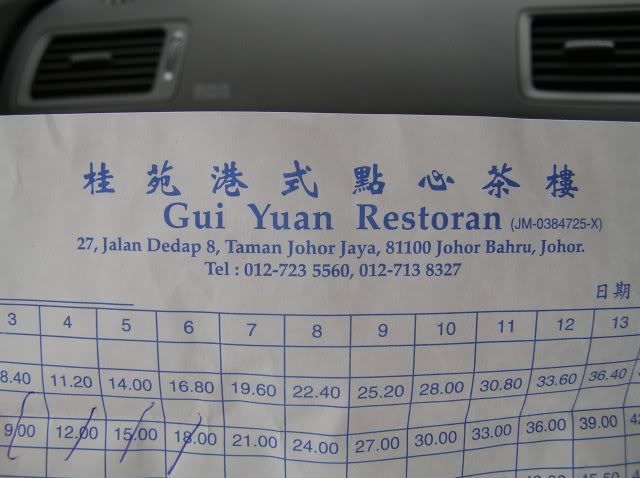 桂苑港式點心茶樓
Gui Yuan Restoran (JM-0384725-X)
27, Jalan Dedap 8, Taman Johor Jaya, 81100 Johor Bahru, Johor.
Tel : 012-723 5560, 012-713 8327
日期
3 4 5 6 7 8 9 10 11 12 13
8.40 11.20 14.00 16.80 19.60 22.40 25.20 28.00 30.80 33.60 36.40
9.00 12.00 15.00 18.00 21.00 24.00 27.00 30.00 33.00 36.00 39.00